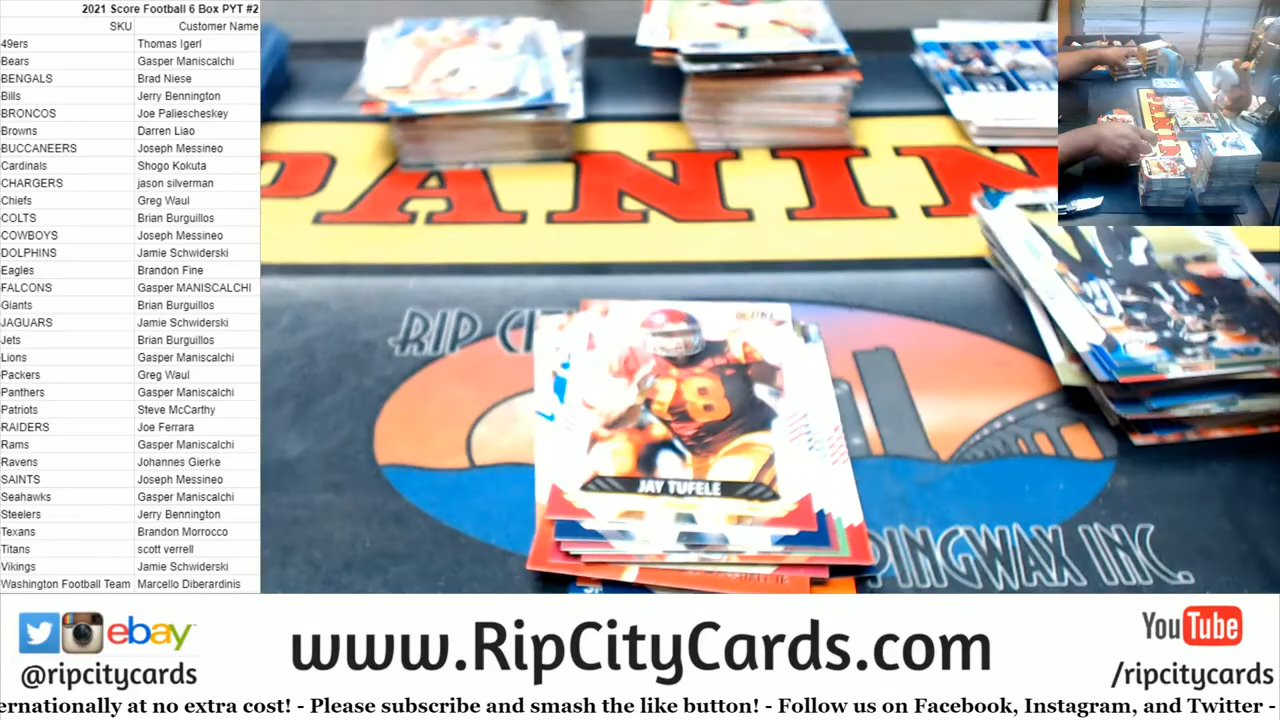 2021 Score Football 6 Box PYT #2
SKU Customer Name
49ers Thomas Igerl
Bears Gasper Maniscalchi
BENGALS Brad Niese
Bills Jerry Bennington
BRONCOS Joe Paliescheskey
Browns Darren Liao
BUCCANEERS Joseph Messineo
Cardinals Shogo Kokuta
CHARGERS jason silverman
Chiefs Greg Waul
COLTS Brian Burguillos
COWBOYS Joseph Messineo
DOLPHINS Jamie Schwiderski
Eagles Brandon Fine
FALCONS Gasper MANISCALCHI
Giants Brian Burguillos
JAGUARS Jamie Schwiderski
Jets Brian Burguillos
Lions Gasper Maniscalchi
Packers Greg Waul
Panthers Gasper Maniscalchi
Patriots Steve McCarthy
RAIDERS Joe Ferrara
Rams Gasper Maniscalchi
Ravens Johannes Gierke
SAINTS Joseph Messineo
Seahawks Gasper Maniscalchi
Steelers Jerry Bennington
Texans Brandon Morrocco
Titans scott verrell
Vikings Jamie Schwiderski
Washington Football Team Marcello Diberardinis
PANIN
RIP CI
78
JAY TUFELE
PPINGWAX INC.
ebay
@ripcitycards
www.RipCityCards.com
YouTube
/ripcitycards
ernationally at no extra cost! - Please subscribe and smash the like button! - Follow us on Facebook, Instagram, and Twitter -